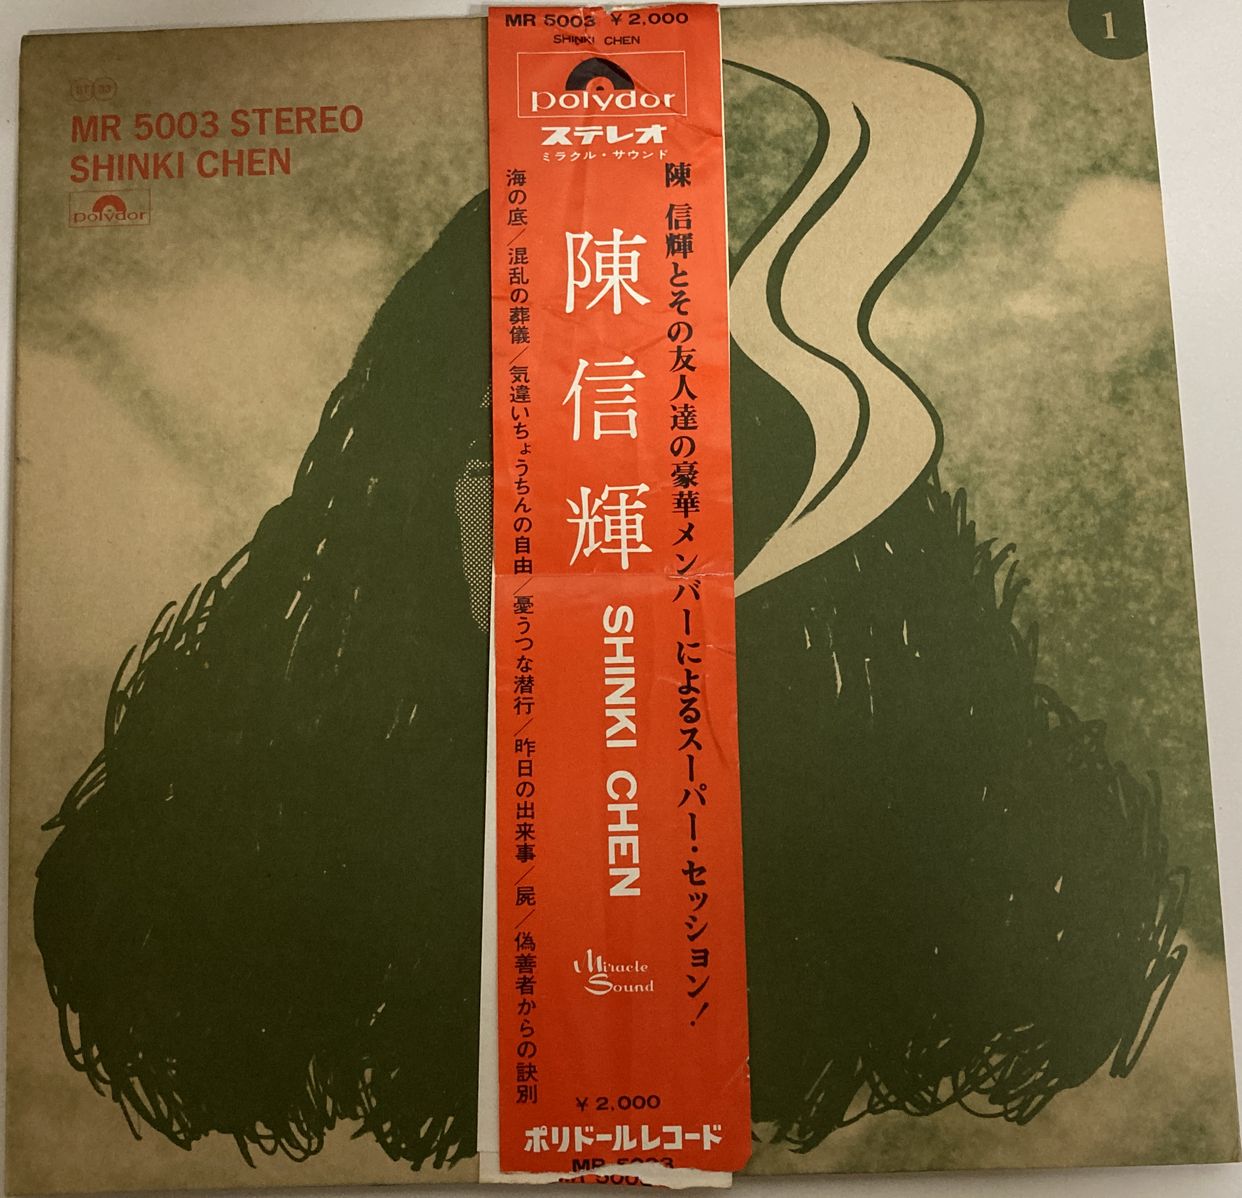 ST 33
MR 5003 STEREO
SHINKI CHEN
polydor
1
MR 5003 ¥2,000
SHINKI CHEN
polydor
ステレオ
ミラクル・サウンド
陳 信輝とその友人達の豪華メンバーによるスーパー・セッション!
陳信輝 SHINKI CHEN
Miracle
Sound
海の底/混乱の葬儀/気違いちょうちんの自由/憂うつな潜行/昨日の出来事/屍/偽善者からの訣別
¥2,000
ポリドールレコード
MR 5003